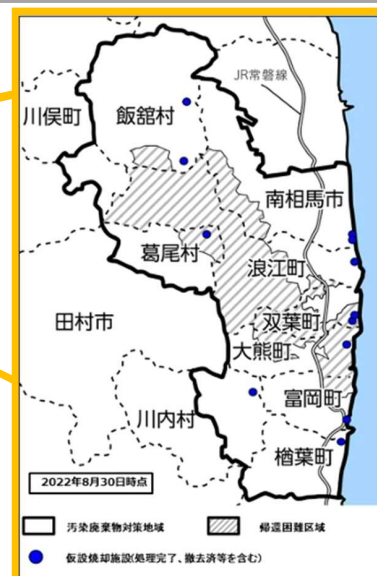 JR常磐線
川俣町
飯舘村
南相馬市
葛尾村
浪江町
田村市
双葉町
大熊町
富岡町
川内村
楢葉町
2022年8月30日時点
汚染廃棄物対策地域 帰還困難区域
仮設焼却施設(処理完了、撤去済等を含む)